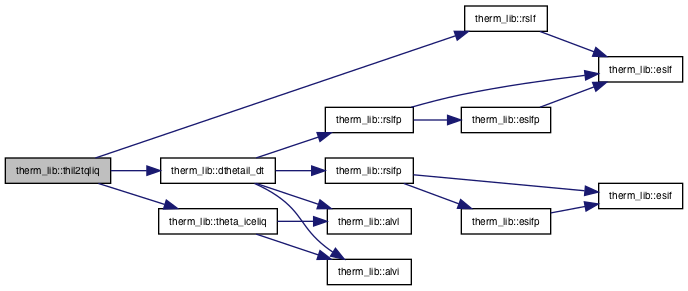 therm_lib::rslf
therm_lib::eslf
therm_lib::rslfp
therm_lib::eslfp
therm_lib::thil2tqliq
therm_lib::dthetail_dt
therm_lib::rsifp
therm_lib::esif
therm_lib::theta_iceliq
therm_lib::alvl
therm_lib::esifp
therm_lib::alvi